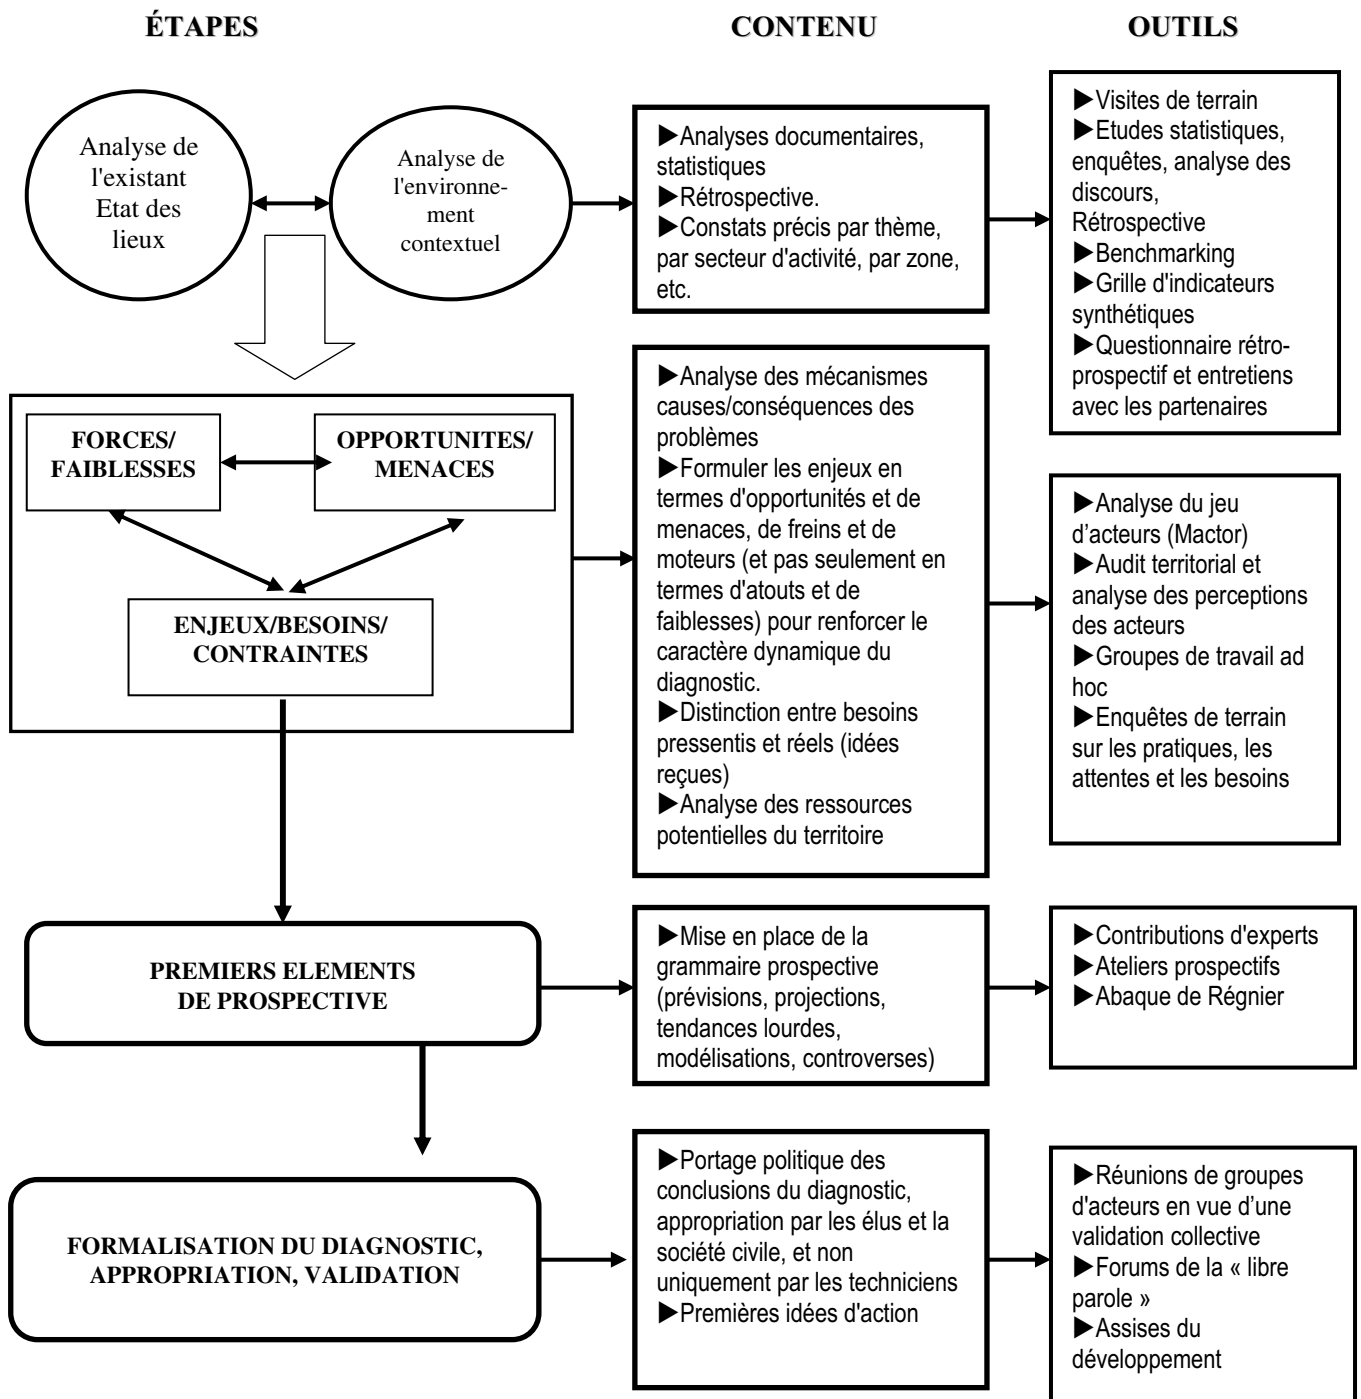 ÉTAPES
CONTENU
OUTILS
Analyse de
l'existant
Etat des
lieux
Analyse de
l'environne-
ment
contextuel
▶Analyses documentaires,
statistiques
▶Rétrospective.
▶Constats précis par thème,
par secteur d'activité, par zone,
etc.
▶Visites de terrain
▶Etudes statistiques,
enquêtes, analyse des
discours,
Rétrospective
▶Benchmarking
▶Grille d'indicateurs
synthétiques
▶Questionnaire rétro-
prospectif et entretiens
avec les partenaires
FORCES/
FAIBLESSES
OPPORTUNITES/
MENACES
ENJEUX/BESOINS/
CONTRAINTES
▶Analyse des mécanismes
causes/conséquences des
problèmes
▶Formuler les enjeux en
termes d'opportunités et de
menaces, de freins et de
moteurs (et pas seulement en
termes d'atouts et de
faiblesses) pour renforcer le
caractère dynamique du
diagnostic.
▶Distinction entre besoins
pressentis et réels (idées
reçues)
▶Analyse des ressources
potentielles du territoire
▶Analyse du jeu
d’acteurs (Mactor)
▶Audit territorial et
analyse des perceptions
des acteurs
▶Groupes de travail ad
hoc
▶Enquêtes de terrain
sur les pratiques, les
attentes et les besoins
PREMIERS ELEMENTS
DE PROSPECTIVE
▶Mise en place de la
grammaire prospective
(prévisions, projections,
tendances lourdes,
modélisations, controverses)
▶Contributions d'experts
▶Ateliers prospectifs
▶Abaque de Régnier
FORMALISATION DU DIAGNOSTIC,
APPROPRIATION, VALIDATION
▶Portage politique des
conclusions du diagnostic,
appropriation par les élus et la
société civile, et non
uniquement par les techniciens
▶Premières idées d'action
▶Réunions de groupes
d'acteurs en vue d’une
validation collective
▶Forums de la « libre
parole »
▶Assises du
développement